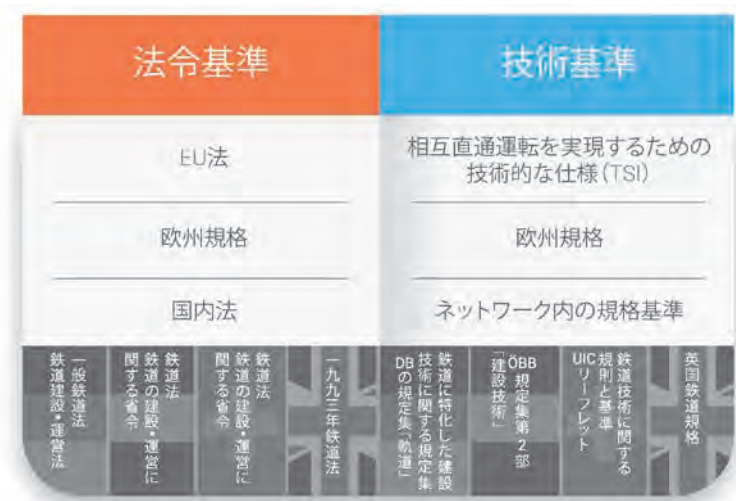 法令基準
技術基準
EU法
相互直通運転を実現するための
技術的な仕様(TSI)
欧州規格
欧州規格
国内法
ネットワーク内の規格基準
一般鉄道法
鉄道建設・運営法
鉄道法
鉄道の建設・運営に
関する省令
鉄道法
鉄道の建設・運営に
関する省令
一九九三年鉄道法
鉄道に特化した建設
技術に関する規定集
DBの規定集「軌道」
ÖBB規定集第2部
「建設技術」
鉄道技術に関する
規則と基準
UICリーフレット
英国鉄道規格